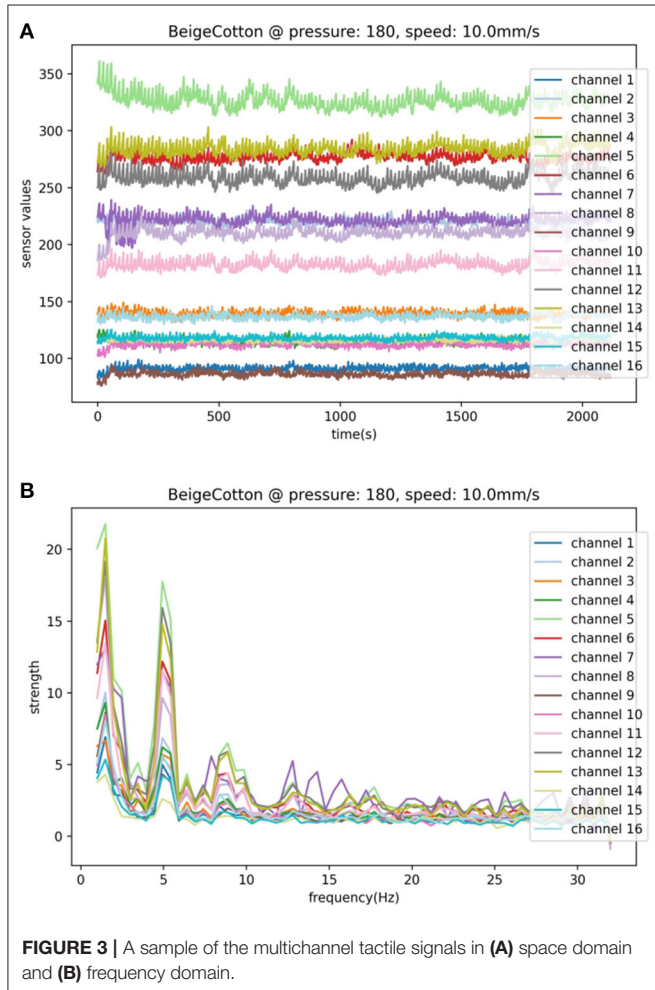 A
BeigeCotton @ pressure: 180, speed: 10.0mm/s
sensor values
350
300
250
200
150
100
0
500
1000
1500
2000
time(s)
channel 1
channel 2
channel 3
channel 4
channel 5
channel 6
channel 7
channel 8
channel 9
channel 10
channel 11
channel 12
channel 13
channel 14
channel 15
channel 16
B
BeigeCotton @ pressure: 180, speed: 10.0mm/s
strength
20
15
10
5
0
0
5
10
15
20
25
30
frequency(Hz)
channel 1
channel 2
channel 3
channel 4
channel 5
channel 6
channel 7
channel 8
channel 9
channel 10
channel 11
channel 12
channel 13
channel 14
channel 15
channel 16
FIGURE 3 | A sample of the multichannel tactile signals in (A) space domain
and (B) frequency domain.